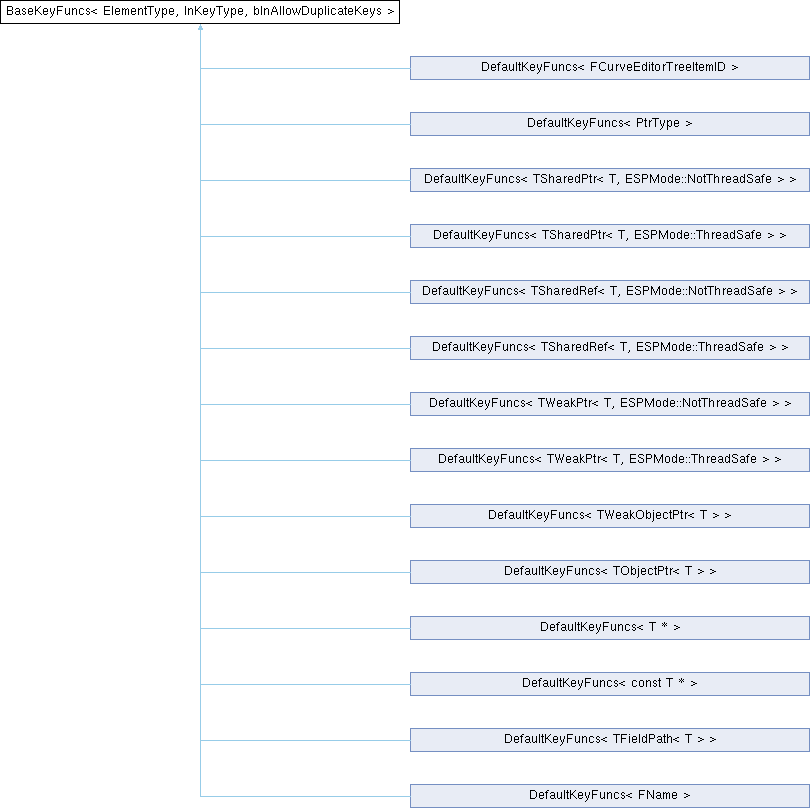 BaseKeyFuncs< ElementType, InKeyType, bInAllowDuplicateKeys >
DefaultKeyFuncs< FCurveEditorTreeItemID >
DefaultKeyFuncs< PtrType >
DefaultKeyFuncs< TSharedPtr< T, ESPMode::NotThreadSafe > >
DefaultKeyFuncs< TSharedPtr< T, ESPMode::ThreadSafe > >
DefaultKeyFuncs< TSharedRef< T, ESPMode::NotThreadSafe > >
DefaultKeyFuncs< TSharedRef< T, ESPMode::ThreadSafe > >
DefaultKeyFuncs< TWeakPtr< T, ESPMode::NotThreadSafe > >
DefaultKeyFuncs< TWeakPtr< T, ESPMode::ThreadSafe > >
DefaultKeyFuncs< TWeakObjectPtr< T > >
DefaultKeyFuncs< TObjectPtr< T > >
DefaultKeyFuncs< T * >
DefaultKeyFuncs< const T * >
DefaultKeyFuncs< TFieldPath< T > >
DefaultKeyFuncs< FName >